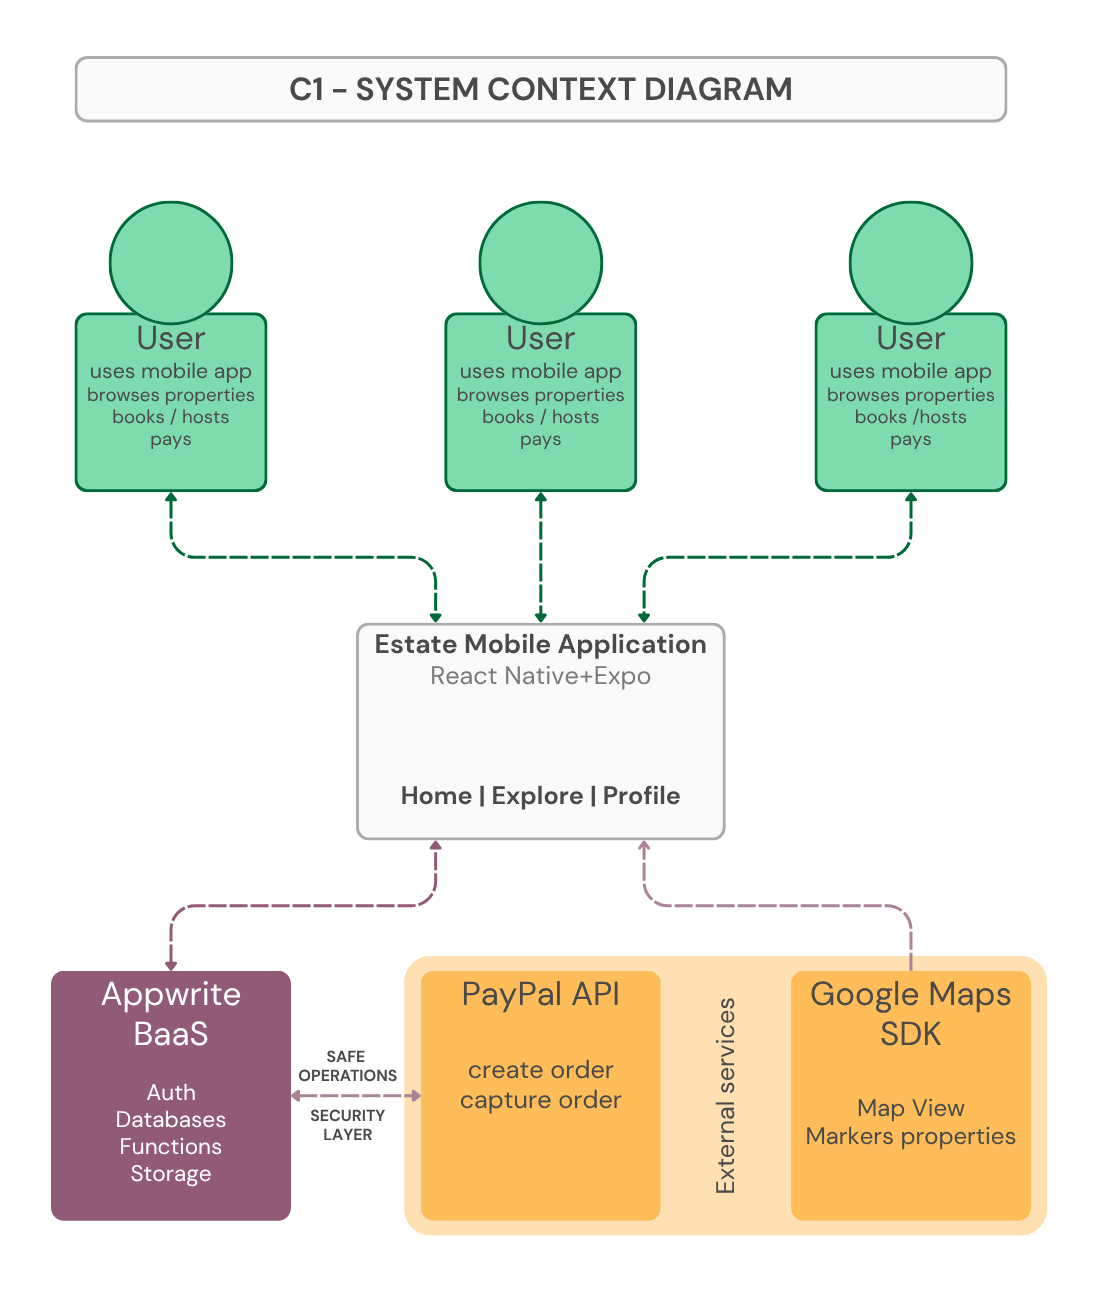 C1 - SYSTEM CONTEXT DIAGRAM
User
uses mobile app
browses properties
books / hosts
pays
User
uses mobile app
browses properties
books / hosts
pays
User
uses mobile app
browses properties
books /hosts
pays
Estate Mobile Application
React Native+Expo
Home | Explore | Profile
Appwrite
BaaS
Auth
Databases
Functions
Storage
SAFE
OPERATIONS
SECURITY
LAYER
PayPal API
create order
capture order
External services
Google Maps
SDK
Map View
Markers properties